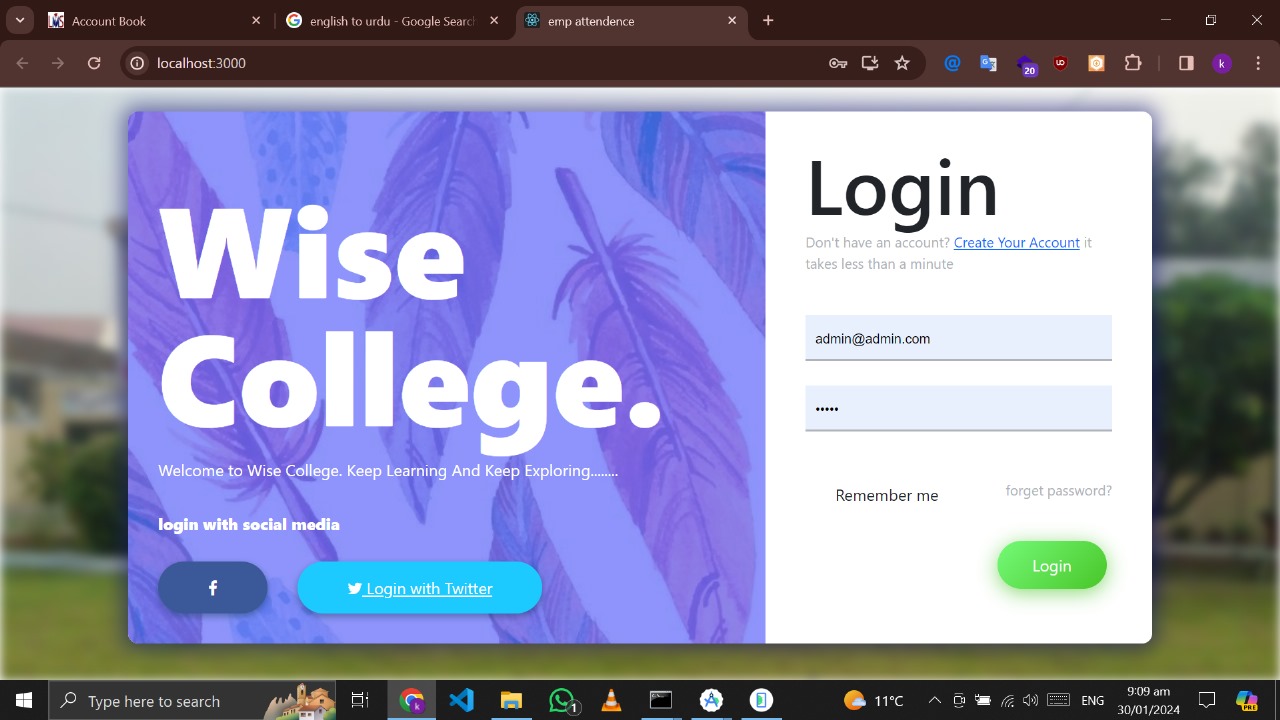 Account Book
english to urdu - Google Searc
emp attendence
localhost:3000
20
k
Wise
College.
Welcome to Wise College. Keep Learning And Keep Exploring........
login with social media
Login with Twitter
Login
Don't have an account? Create Your Account it
takes less than a minute
admin@admin.com
•••••
Remember me
forget password?
Login
Type here to search
1
11°C
ENG
9:09 am
30/01/2024
PRE